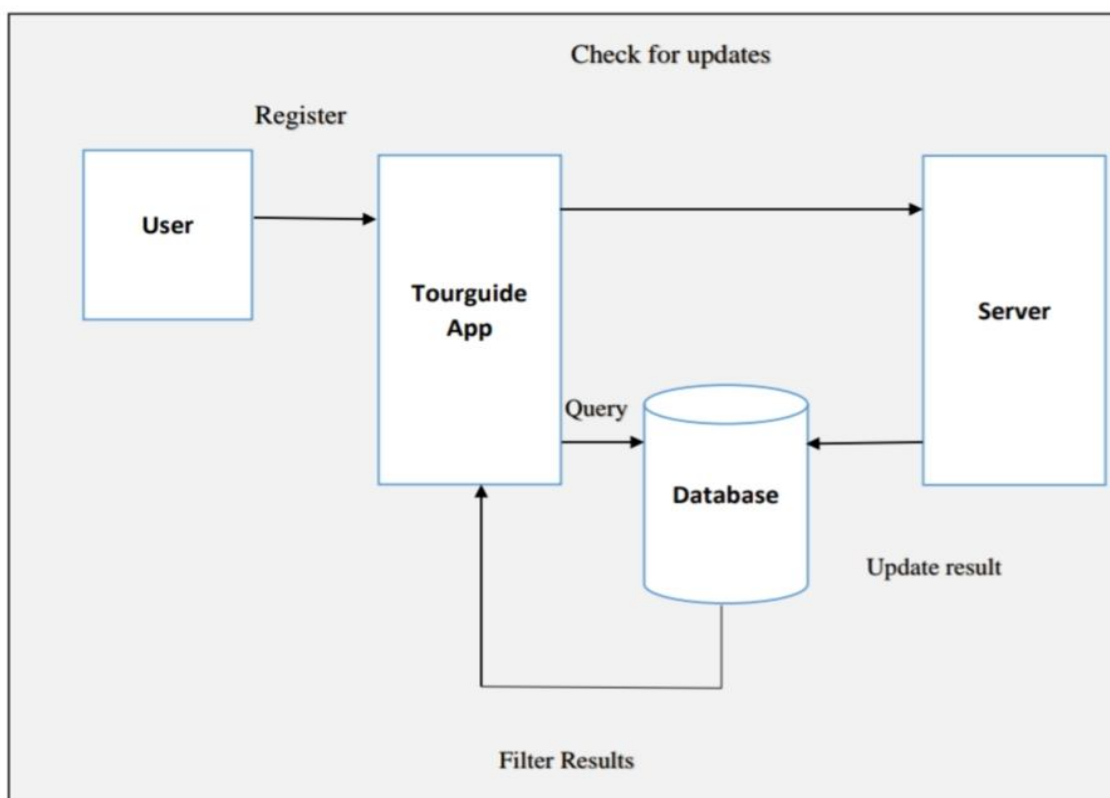 Check for updates
Register
User
Tourguide
App
Server
Query
Database
Update result
Filter Results